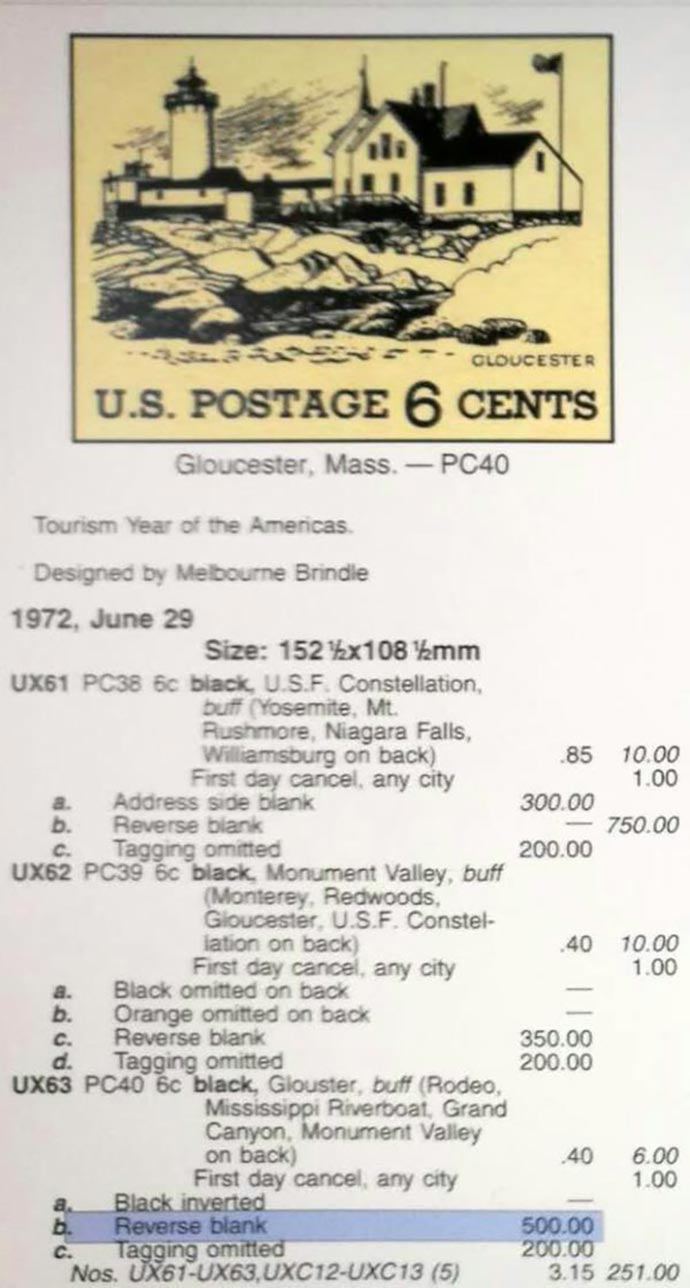 GLOUCESTER
U.S. POSTAGE 6 CENTS
Gloucester, Mass. — PC40
Tourism Year of the Americas.
Designed by Melbourne Brindle
1972, June 29
Size: 152½x108½mm
UX61 PC38 6c black, U.S.F. Constellation,
buff (Yosemite, Mt.
Rushmore, Niagara Falls,
Williamsburg on back) .85 10.00
First day cancel, any city 1.00
a. Address side blank 300.00
b. Reverse blank — 750.00
c. Tagging omitted 200.00
UX62 PC39 6c black, Monument Valley, buff
(Monterey, Redwoods,
Gloucester, U.S.F. Constel-
lation on back) .40 10.00
First day cancel, any city 1.00
a. Black omitted on back —
b. Orange omitted on back —
c. Reverse blank 350.00
d. Tagging omitted 200.00
UX63 PC40 6c black, Glouster, buff (Rodeo,
Mississippi Riverboat, Grand
Canyon, Monument Valley
on back) .40 6.00
First day cancel, any city 1.00
a. Black inverted —
b. Reverse blank 500.00
c. Tagging omitted 200.00
Nos. UX61-UX63,UXC12-UXC13 (5) 3.15 251.00